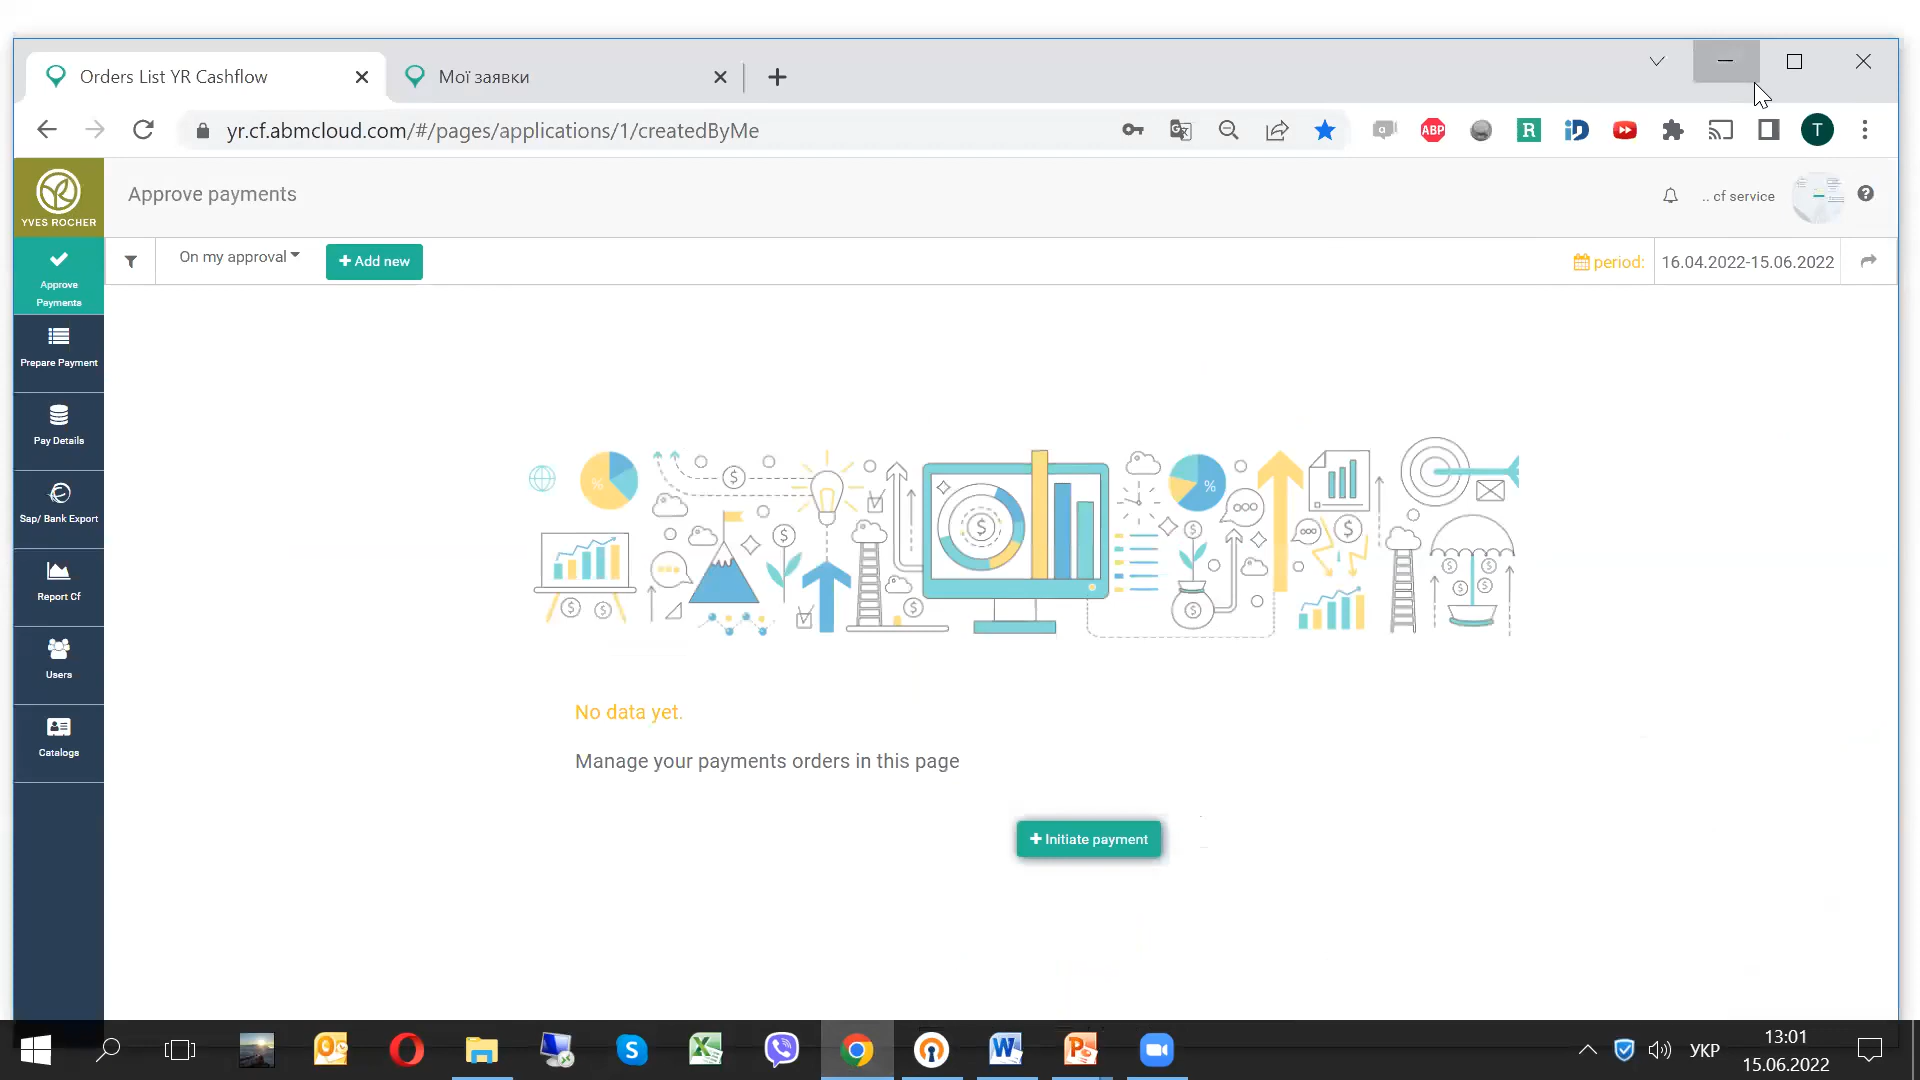 Orders List YR Cashflow
Мої заявки
yr.cf.abmcloud.com/#/pages/applications/1/createdByMe
ABP
R
T
YVES ROCHER
Approve payments
.. cf service
On my approval
Add new
period:
16.04.2022-15.06.2022
Approve
Payments
Prepare Payment
Pay Details
Sap/ Bank Export
Report Cf
Users
Catalogs
No data yet.
Manage your payments orders in this page
Initiate payment
УКР
13:01
15.06.2022